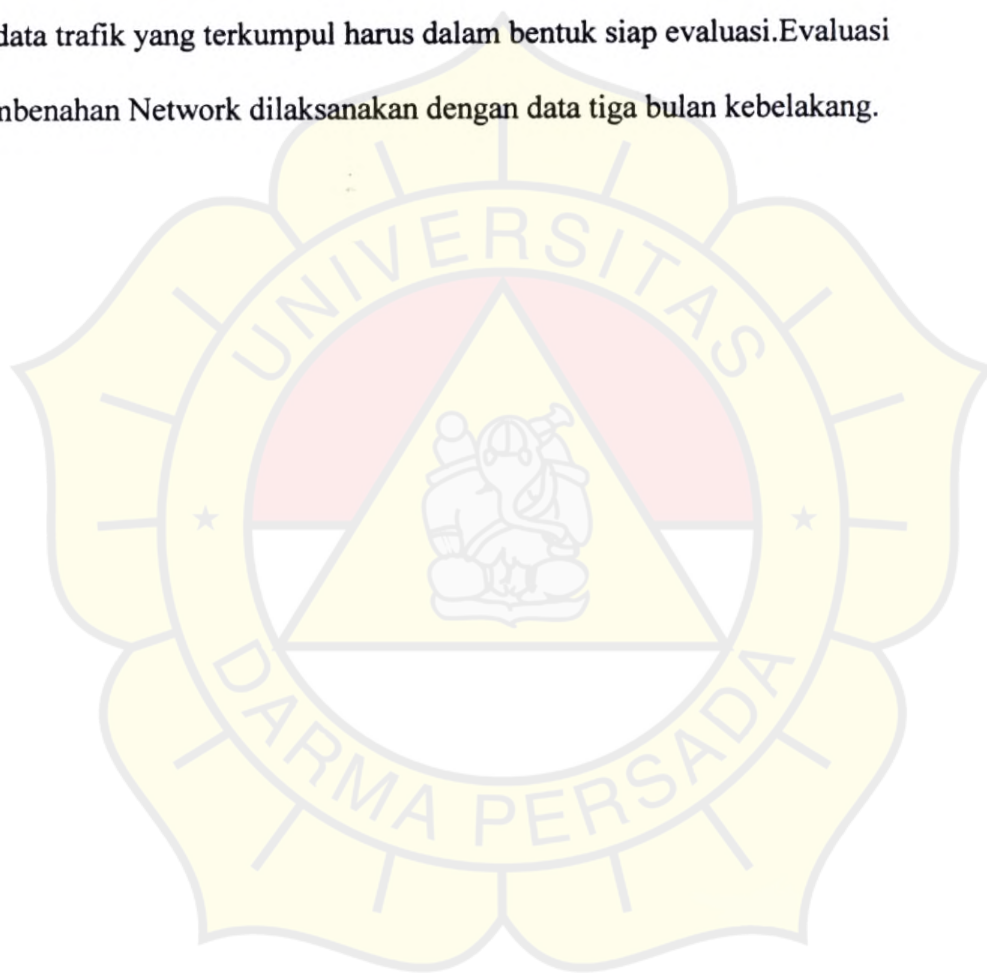 data trafik yang terkumpul harus dalam bentuk siap evaluasi.Evaluasi
Network dilaksanakan dengan data tiga bulan kebelakang.
UNIVERSITAS
DARMA PERSADA